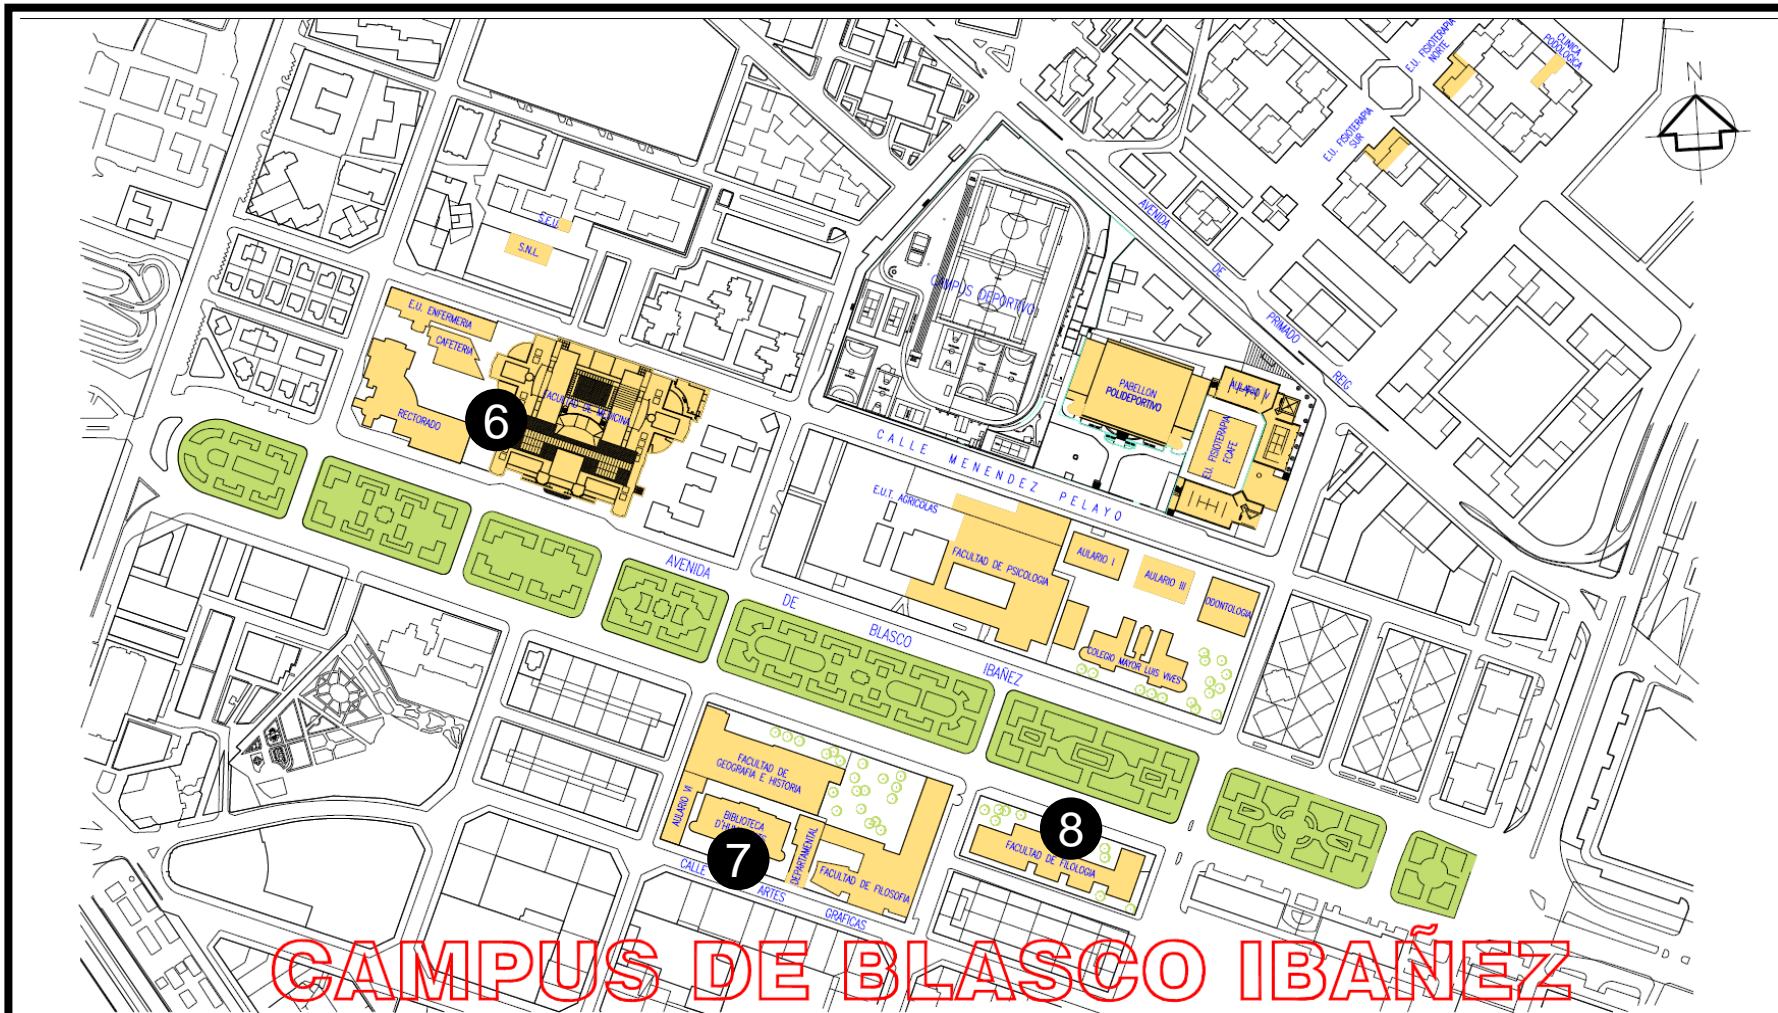 E.U. FISIOTERAPIA
NORTE
CLINICA
PODOLOGICA
N
E.U. FISIOTERAPIA
SUR
AVENIDA
DE
PRIMADO
REIG
S.E.U.
S.N.L.
CAMPUS DEPORTIVO
E.U. ENFERMERIA
CAFETERIA
RECTORADO
6
FACULTAD DE MEDICINA
PABELLON
POLIDEPORTIVO
AULARIO V
E.U. FISIOTERAPIA
FCAFE
CALLE MENENDEZ PELAYO
E.U.T. AGRICOLAS
FACULTAD DE PSICOLOGIA
AULARIO I
AULARIO III
ODONTOLOGIA
COLEGIO MAYOR LUIS VIVES
AVENIDA
DE
BLASCO
IBAÑEZ
FACULTAD DE
GEOGRAFIA E HISTORIA
AULARIO VI
BIBLIOTECA
7
DEPARTAMENTAL
FACULTAD DE FILOSOFIA
8
FACULTAD DE FILOLOGIA
CALLE
ARTES
GRAFICAS
CAMPUS DE BLASCO IBAÑEZ